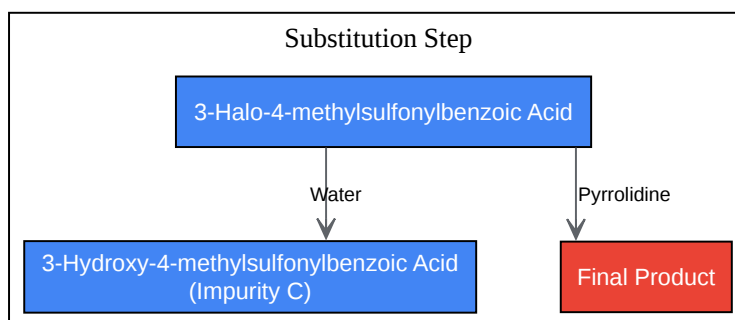 Substitution Step
3-Halo-4-methylsulfonylbenzoic Acid
Water
Pyrrolidine
3-Hydroxy-4-methylsulfonylbenzoic Acid
(Impurity C)
Final Product